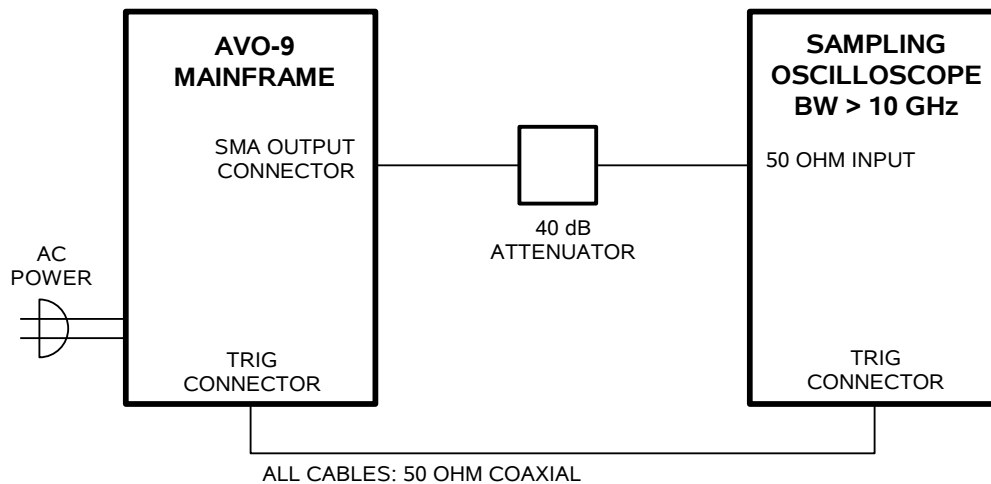 AVO-9
MAINFRAME
SMA OUTPUT
CONNECTOR
AC
POWER
TRIG
CONNECTOR
40 dB
ATTENUATOR
SAMPLING
OSCILLOSCOPE
BW > 10 GHz
50 OHM INPUT
TRIG
CONNECTOR
ALL CABLES: 50 OHM COAXIAL